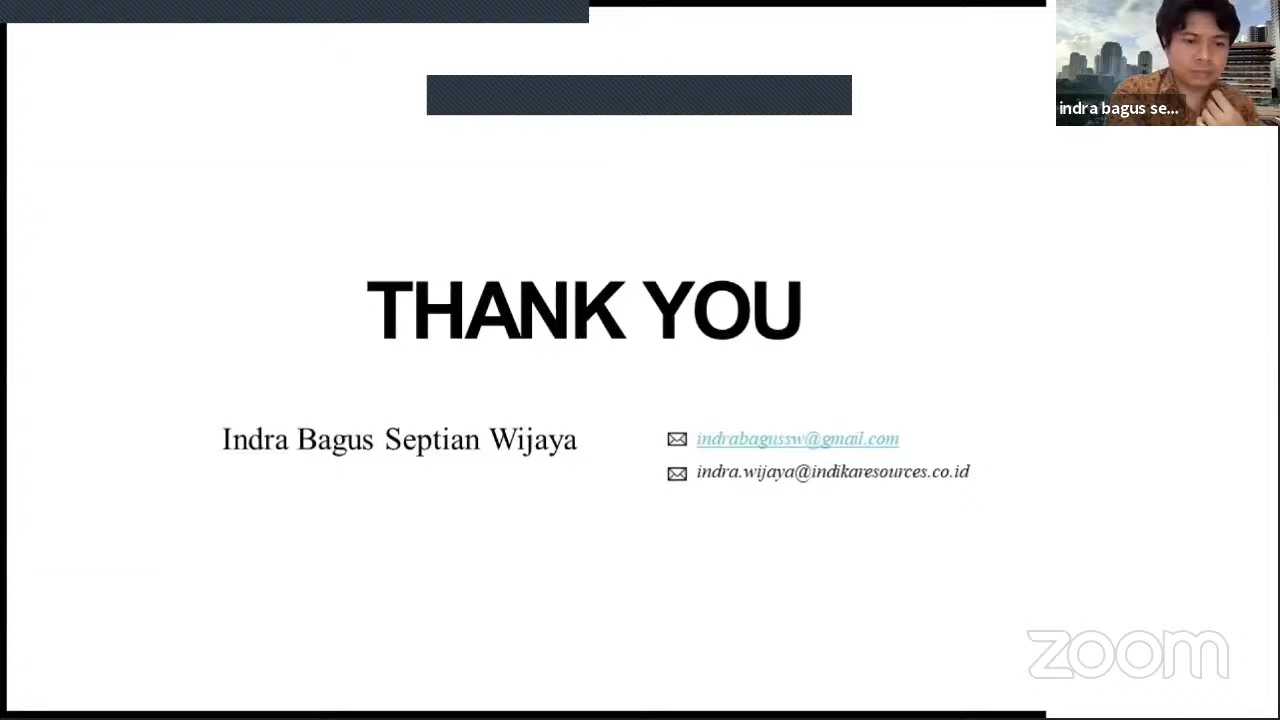 indra bagus se...
THANK YOU
Indra Bagus Septian Wijaya
indrabagussw@gmail.com
indra.wijaya@indikaresources.co.id
zoom